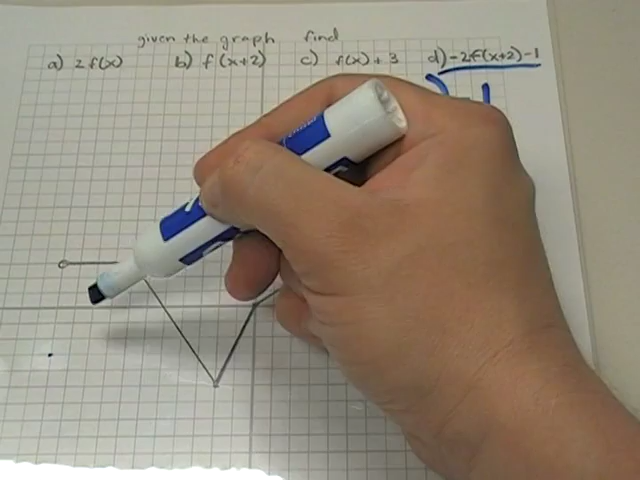 given the graph find
a) 2f(x) b) f(x+2) c) f(x)+3 d) -2f(x+2)-1